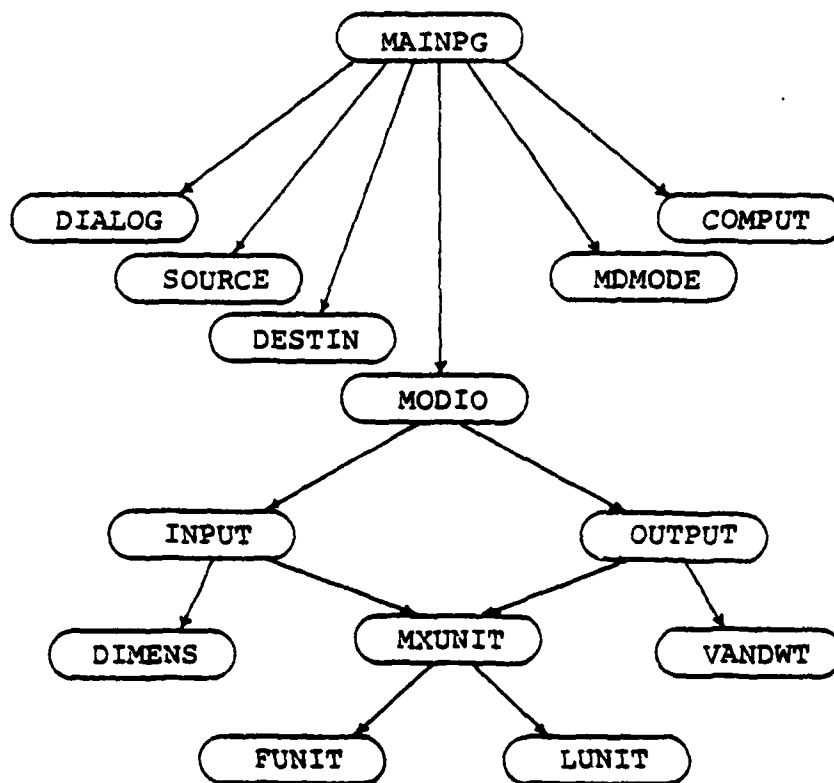 MAINPG
DIALOG
COMPUT
SOURCE
MDMODE
DESTIN
MODIO
INPUT
OUTPUT
DIMENS
MXUNIT
VANDWT
FUNIT
LUNIT